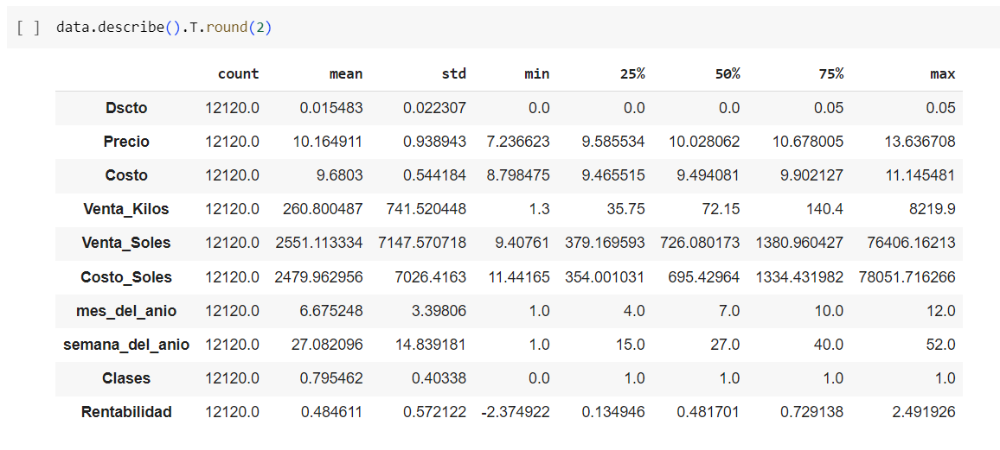 [ ] data.describe().T.round(2)
count mean std min 25% 50% 75% max
Dscto 12120.0 0.015483 0.022307 0.0 0.0 0.0 0.05 0.05
Precio 12120.0 10.164911 0.938943 7.236623 9.585534 10.028062 10.678005 13.636708
Costo 12120.0 9.6803 0.544184 8.798475 9.465515 9.494081 9.902127 11.145481
Venta_Kilos 12120.0 260.800487 741.520448 1.3 35.75 72.15 140.4 8219.9
Venta_Soles 12120.0 2551.113334 7147.570718 9.40761 379.169593 726.080173 1380.960427 76406.16213
Costo_Soles 12120.0 2479.962956 7026.4163 11.44165 354.001031 695.42964 1334.431982 78051.716266
mes_del_anio 12120.0 6.675248 3.39806 1.0 4.0 7.0 10.0 12.0
semana_del_anio 12120.0 27.082096 14.839181 1.0 15.0 27.0 40.0 52.0
Clases 12120.0 0.795462 0.40338 0.0 1.0 1.0 1.0 1.0
Rentabilidad 12120.0 0.484611 0.572122 -2.374922 0.134946 0.481701 0.729138 2.491926